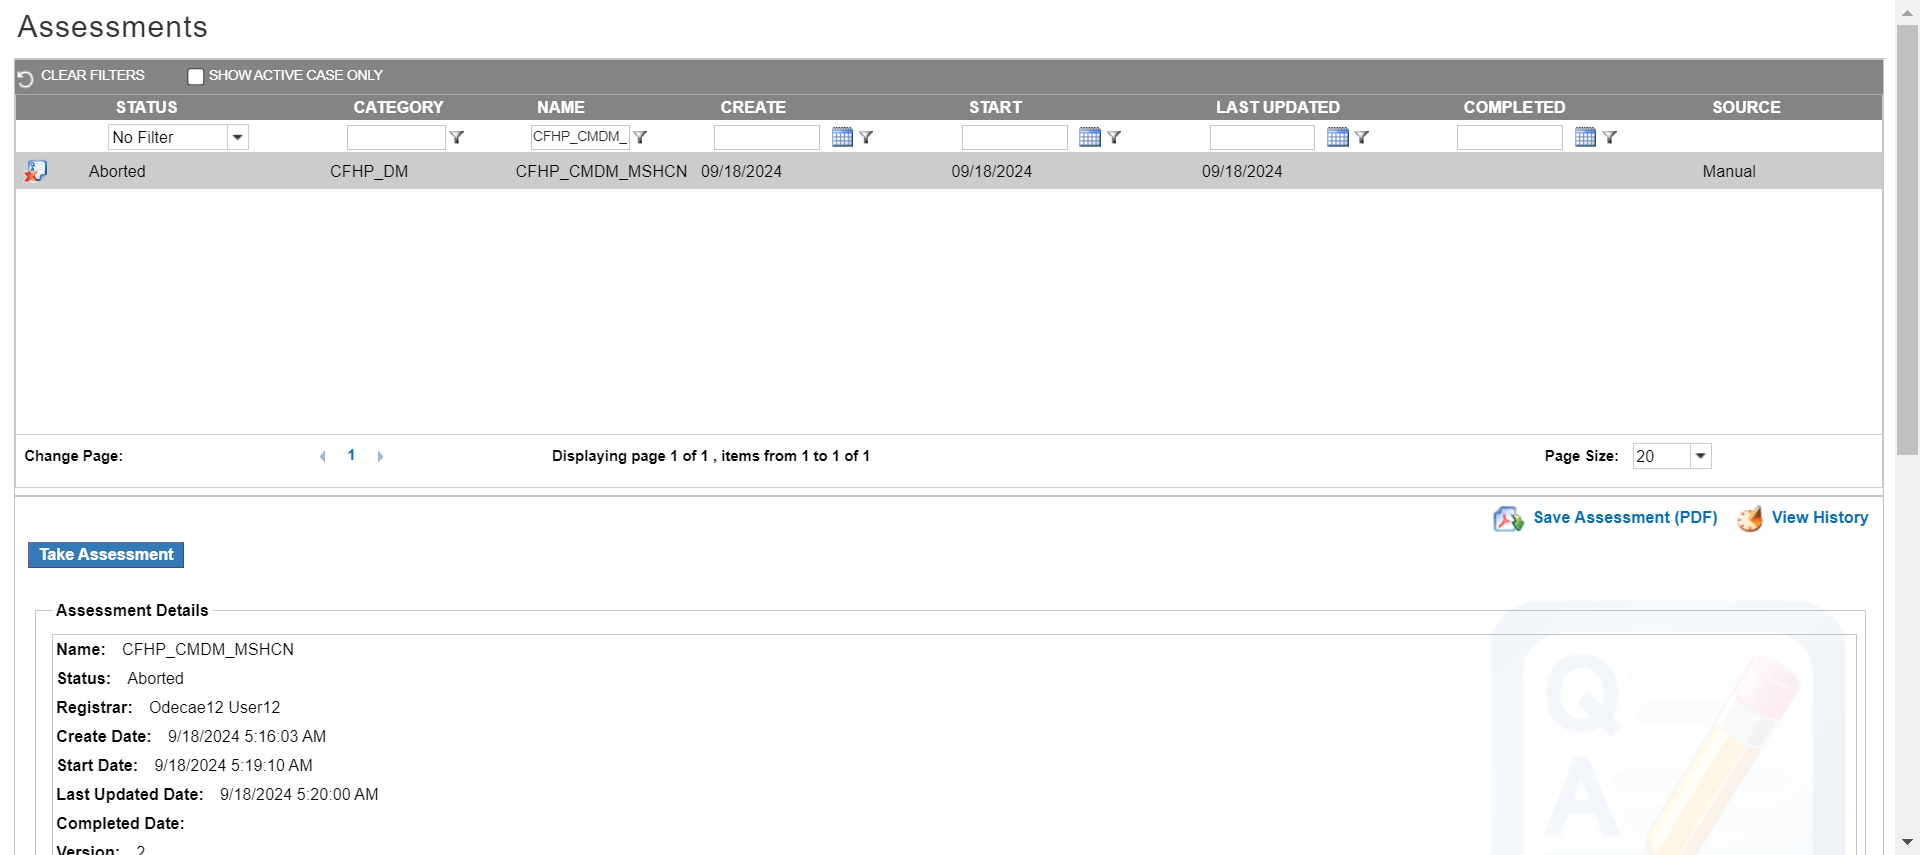 Assessments
CLEAR FILTERS SHOW ACTIVE CASE ONLY
STATUS CATEGORY NAME CREATE START LAST UPDATED COMPLETED SOURCE
No Filter CFHP_CMDM_
Aborted CFHP_DM CFHP_CMDM_MSHCN 09/18/2024 09/18/2024 09/18/2024 Manual
Change Page: 1 Displaying page 1 of 1 , items from 1 to 1 of 1 Page Size: 20
Save Assessment (PDF) View History
Take Assessment
Assessment Details
Name: CFHP_CMDM_MSHCN
Status: Aborted
Registrar: Odecae12 User12
Create Date: 9/18/2024 5:16:03 AM
Start Date: 9/18/2024 5:19:10 AM
Last Updated Date: 9/18/2024 5:20:00 AM
Completed Date:
Version: 2
Q
A